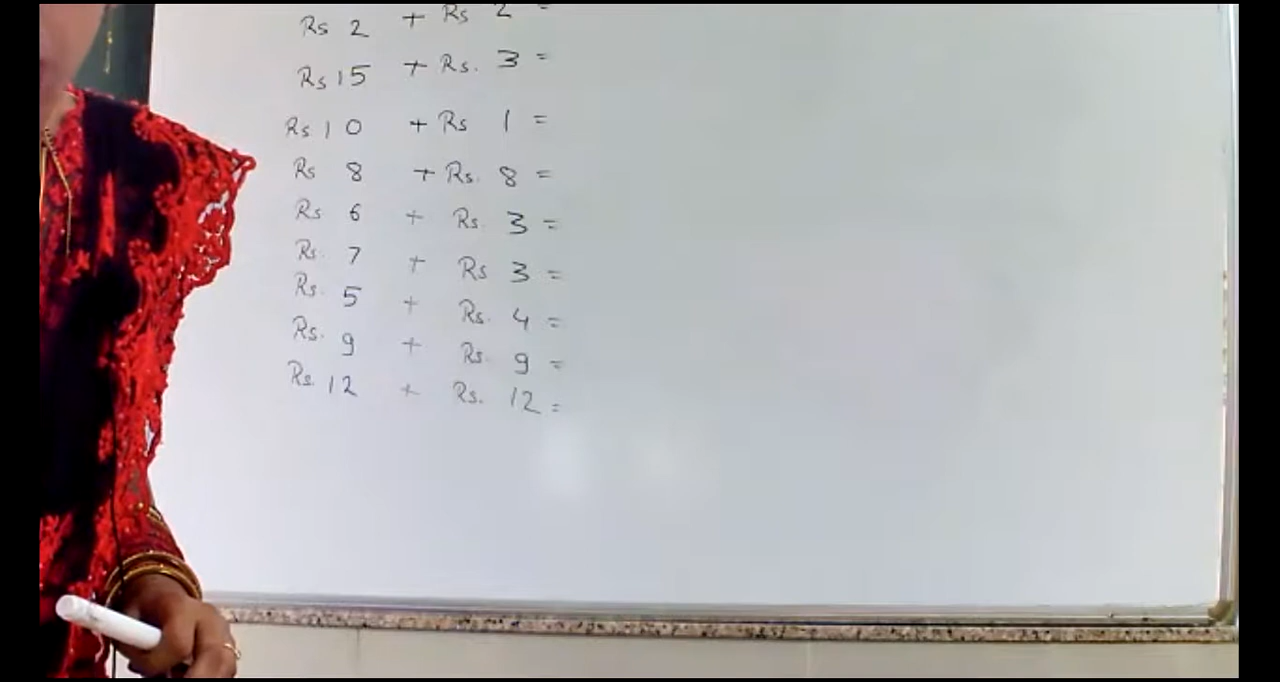 Rs 2 + Rs 2 =
Rs 15 + Rs. 3 =
Rs 10 + Rs 1 =
Rs 8 + Rs. 8 =
Rs 6 + Rs. 3 =
Rs. 7 + Rs 3 =
Rs. 5 + Rs. 4 =
Rs. 9 + Rs. 9 =
Rs. 12 + Rs. 12 =